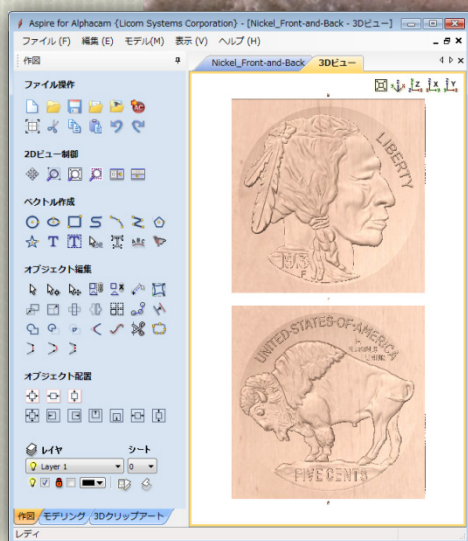 Aspire for Alphacam {Licom Systems Corporation} - [Nickel_Front-and-Back - 3Dビュー]
ファイル (F) 編集 (E) モデル(M) 表示 (V) ヘルプ (H)
作図
Nickel_Front-and-Back 3Dビュー
ファイル操作
2Dビュー制御
ベクトル作成
オブジェクト編集
オブジェクト配置
レイヤ シート
Layer 1 0
作図 モデリング 3Dクリップアート
レディ
Z X Y
LIBERTY
1913
F
UNITED·STATES·OF·AMERICA
FIVE CENTS